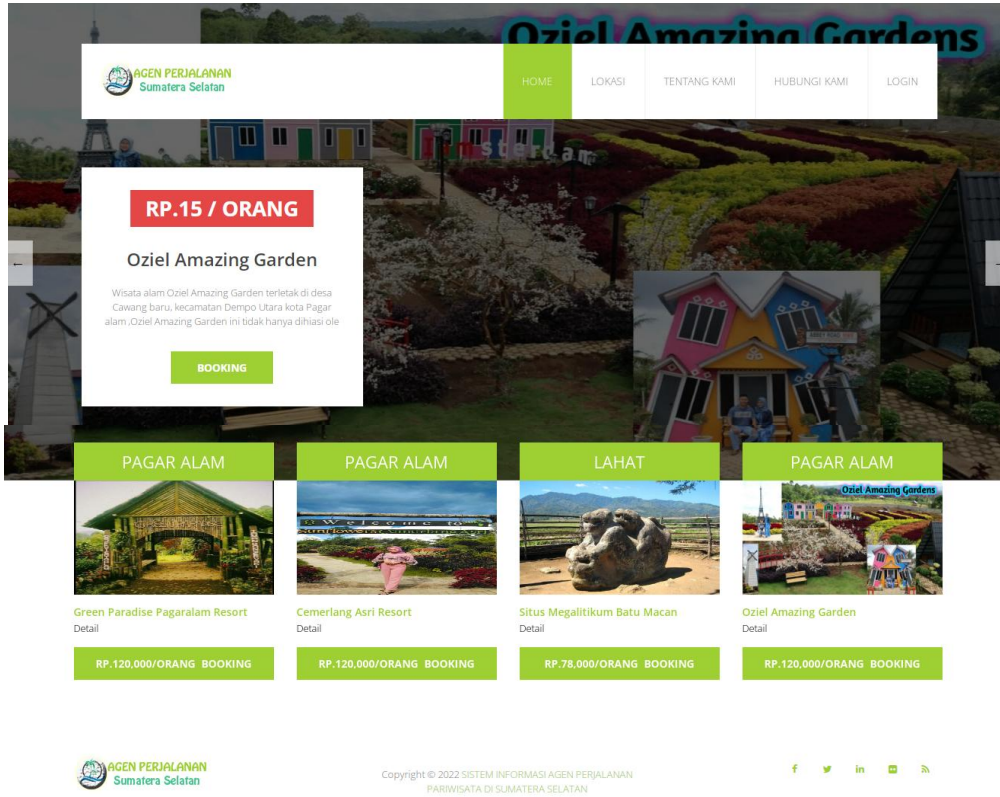 Oziel Amazing Gardens
AGEN PERJALANAN
Sumatera Selatan
HOME LOKASI TENTANG KAMI HUBUNGI KAMI LOGIN
RP.15 / ORANG
Oziel Amazing Garden
Wisata alam Oziel Amazing Garden terletak di desa
Cawang baru, kecamatan Dempo Utara kota Pagar
alam ,Oziel Amazing Garden ini tidak hanya dihiasi ole
BOOKING
PAGAR ALAM PAGAR ALAM LAHAT PAGAR ALAM
Welcome to
Oziel Amazing Gardens
Green Paradise Pagaralam Resort Cemerlang Asri Resort Situs Megalitikum Batu Macan Oziel Amazing Garden
Detail Detail Detail Detail
RP.120,000/ORANG BOOKING RP.120,000/ORANG BOOKING RP.78,000/ORANG BOOKING RP.120,000/ORANG BOOKING
AGEN PERJALANAN
Sumatera Selatan
Copyright © 2022 SISTEM INFORMASI AGEN PERJALANAN
PARIWISATA DI SUMATERA SELATAN